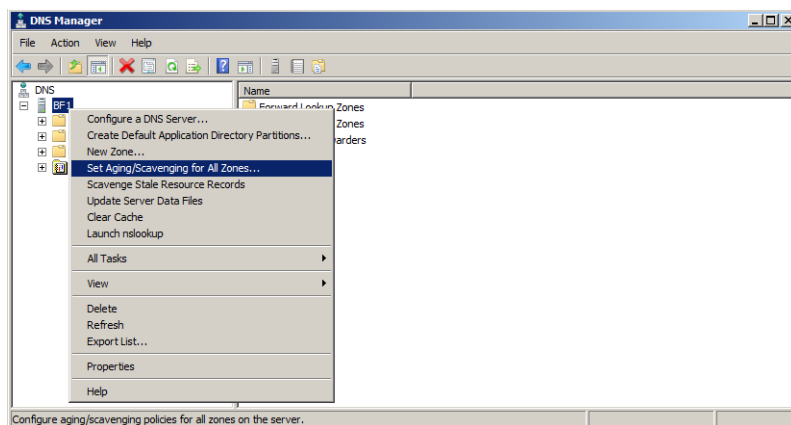 DNS Manager
File Action View Help
DNS
Name
BF1
Forward Lookup Zones
Zones
arders
Configure a DNS Server...
Create Default Application Directory Partitions...
New Zone...
Set Aging/Scavenging for All Zones...
Scavenge Stale Resource Records
Update Server Data Files
Clear Cache
Launch nslookup
All Tasks
View
Delete
Refresh
Export List...
Properties
Help
Configure aging/scavenging policies for all zones on the server.